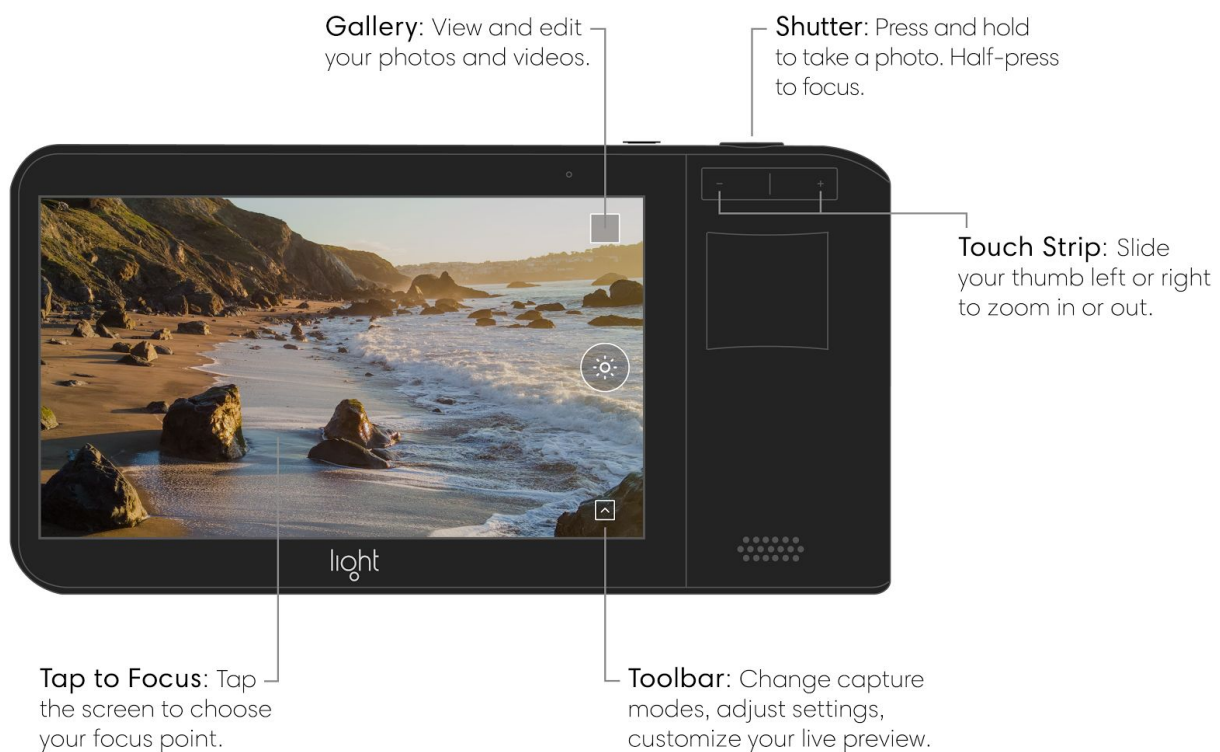 Gallery: View and edit
your photos and videos.
Shutter: Press and hold
to take a photo. Half-press
to focus.
- +
Touch Strip: Slide
your thumb left or right
to zoom in or out.
light
Tap to Focus: Tap
the screen to choose
your focus point.
Toolbar: Change capture
modes, adjust settings,
customize your live preview.